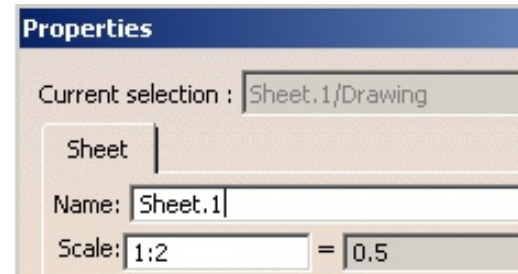 Properties
Current selection : Sheet.1/Drawing
Sheet
Name: Sheet.1
Scale: 1:2 = 0.5